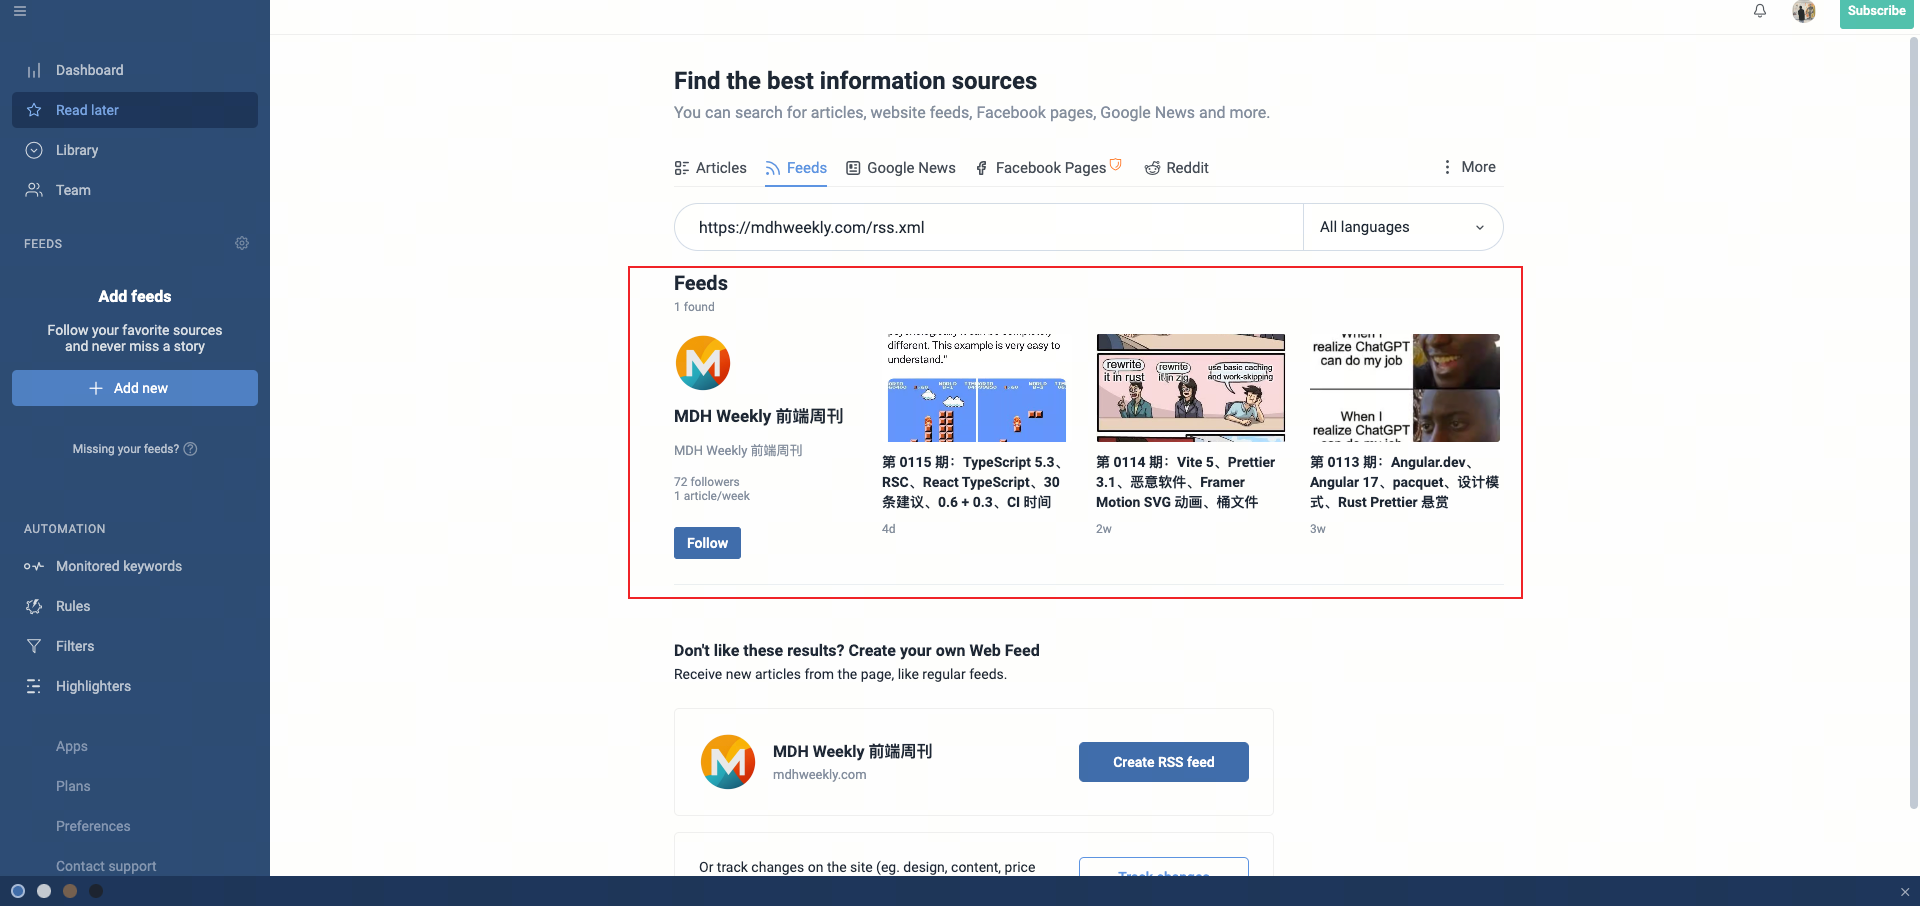 Subscribe
Dashboard
Read later
Library
Team
FEEDS
Add feeds
Follow your favorite sources
and never miss a story
Add new
Missing your feeds?
AUTOMATION
Monitored keywords
Rules
Filters
Highlighters
Apps
Plans
Preferences
Contact support
Find the best information sources
You can search for articles, website feeds, Facebook pages, Google News and more.
Articles
Feeds
Google News
Facebook Pages
Reddit
More
https://mdhweekly.com/rss.xml
All languages
Feeds
1 found
M
MDH Weekly 前端周刊
MDH Weekly 前端周刊
72 followers
1 article/week
Follow
different. This example is very easy to
understand."
第 0115 期：TypeScript 5.3、
RSC、React TypeScript、30
条建议、0.6 + 0.3、CI 时间
4d
rewrite
it in rust
rewrite
it in zig
use basic caching
and work-skipping
第 0114 期：Vite 5、Prettier
3.1、恶意软件、Framer
Motion SVG 动画、桶文件
2w
When I
realize ChatGPT
can do my job
When I
realize ChatGPT
can do my job
第 0113 期：Angular.dev、
Angular 17、pacquet、设计模
式、Rust Prettier 悬赏
3w
Don't like these results? Create your own Web Feed
Receive new articles from the page, like regular feeds.
M
MDH Weekly 前端周刊
mdhweekly.com
Create RSS feed
Or track changes on the site (eg. design, content, price
Track changes